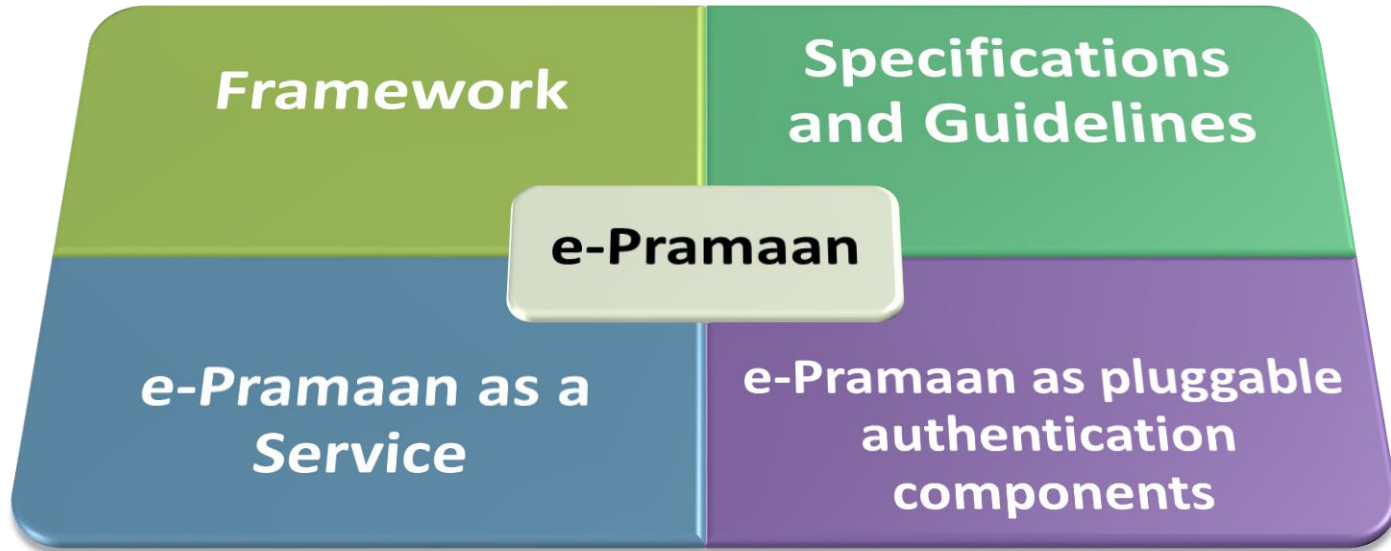 Framework
Specifications
and Guidelines
e-Pramaan
e-Pramaan as a
Service
e-Pramaan as pluggable
authentication
components